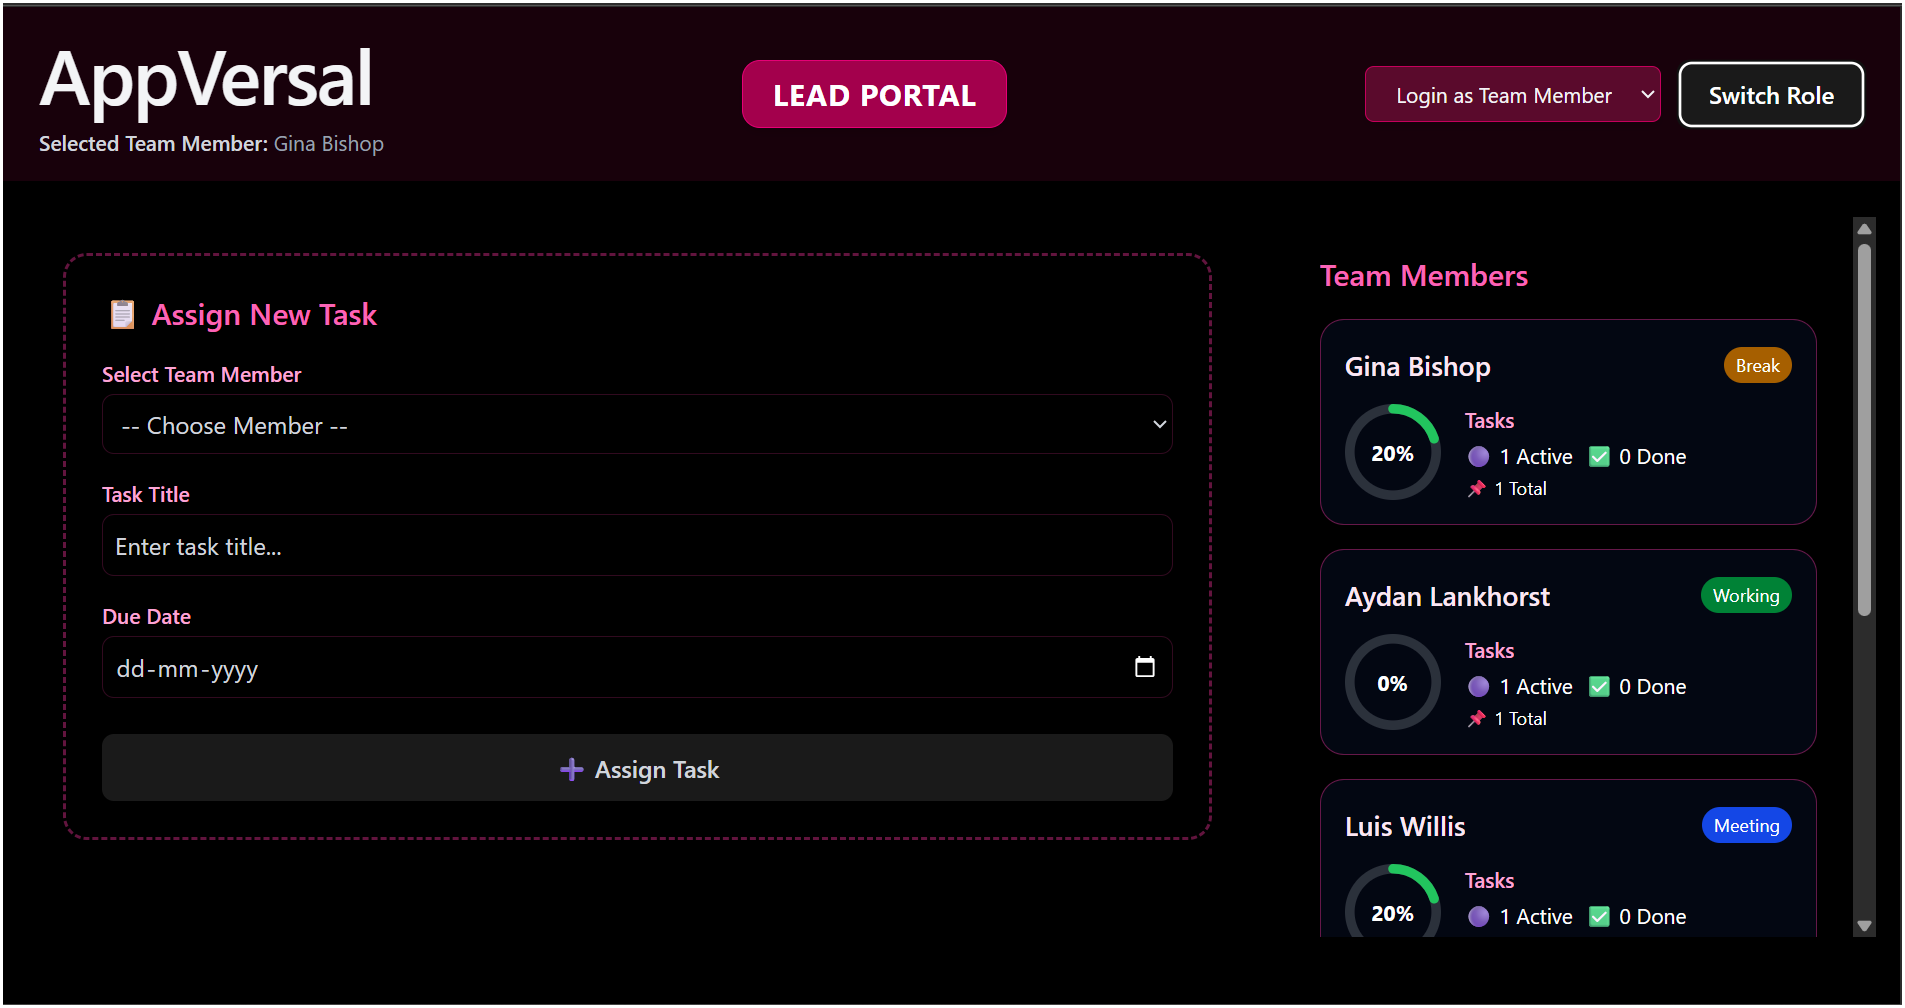 AppVersal
Selected Team Member: Gina Bishop
LEAD PORTAL
Login as Team Member
Switch Role
Assign New Task
Select Team Member
-- Choose Member --
Task Title
Enter task title...
Due Date
dd-mm-yyyy
Assign Task
Team Members
Gina Bishop
Break
20%
Tasks
1 Active 0 Done
1 Total
Aydan Lankhorst
Working
0%
Tasks
1 Active 0 Done
1 Total
Luis Willis
Meeting
20%
Tasks
1 Active 0 Done